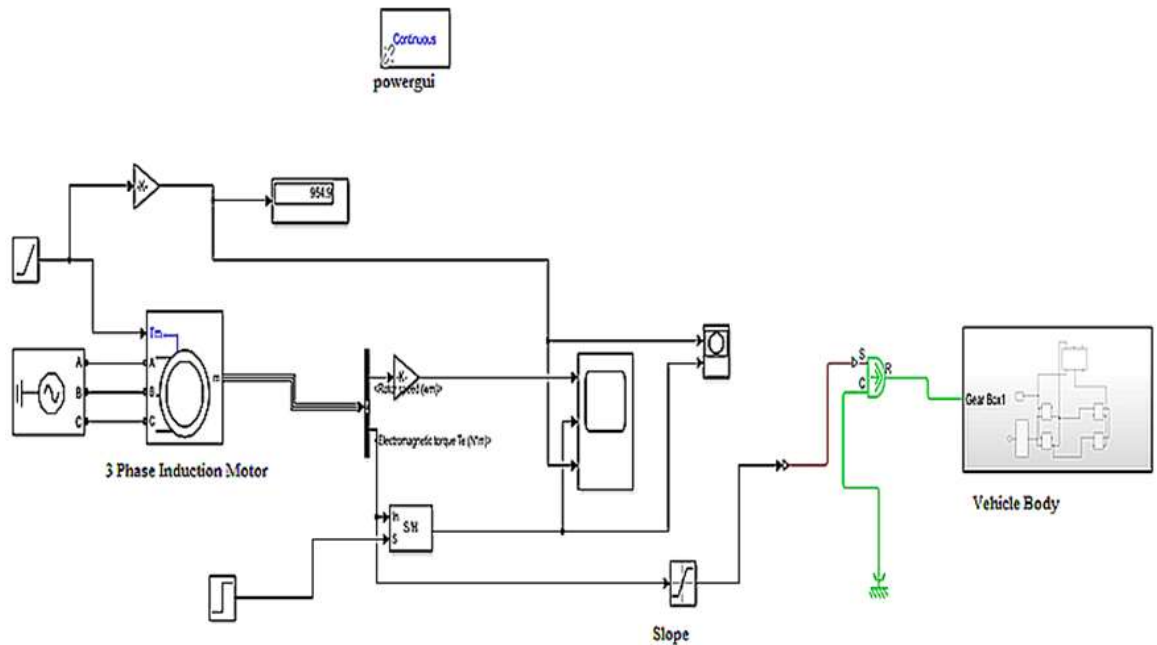 Continuous
powergui
-K-
954.9
Tm
A
B
C
A
B
C
m
3 Phase Induction Motor
-K-
<Rotor speed (wm)>
<Electromagnetic torque Te (N*m)>
In
S
S/H
Slope
S
C
R
Gear Box1
Vehicle Body